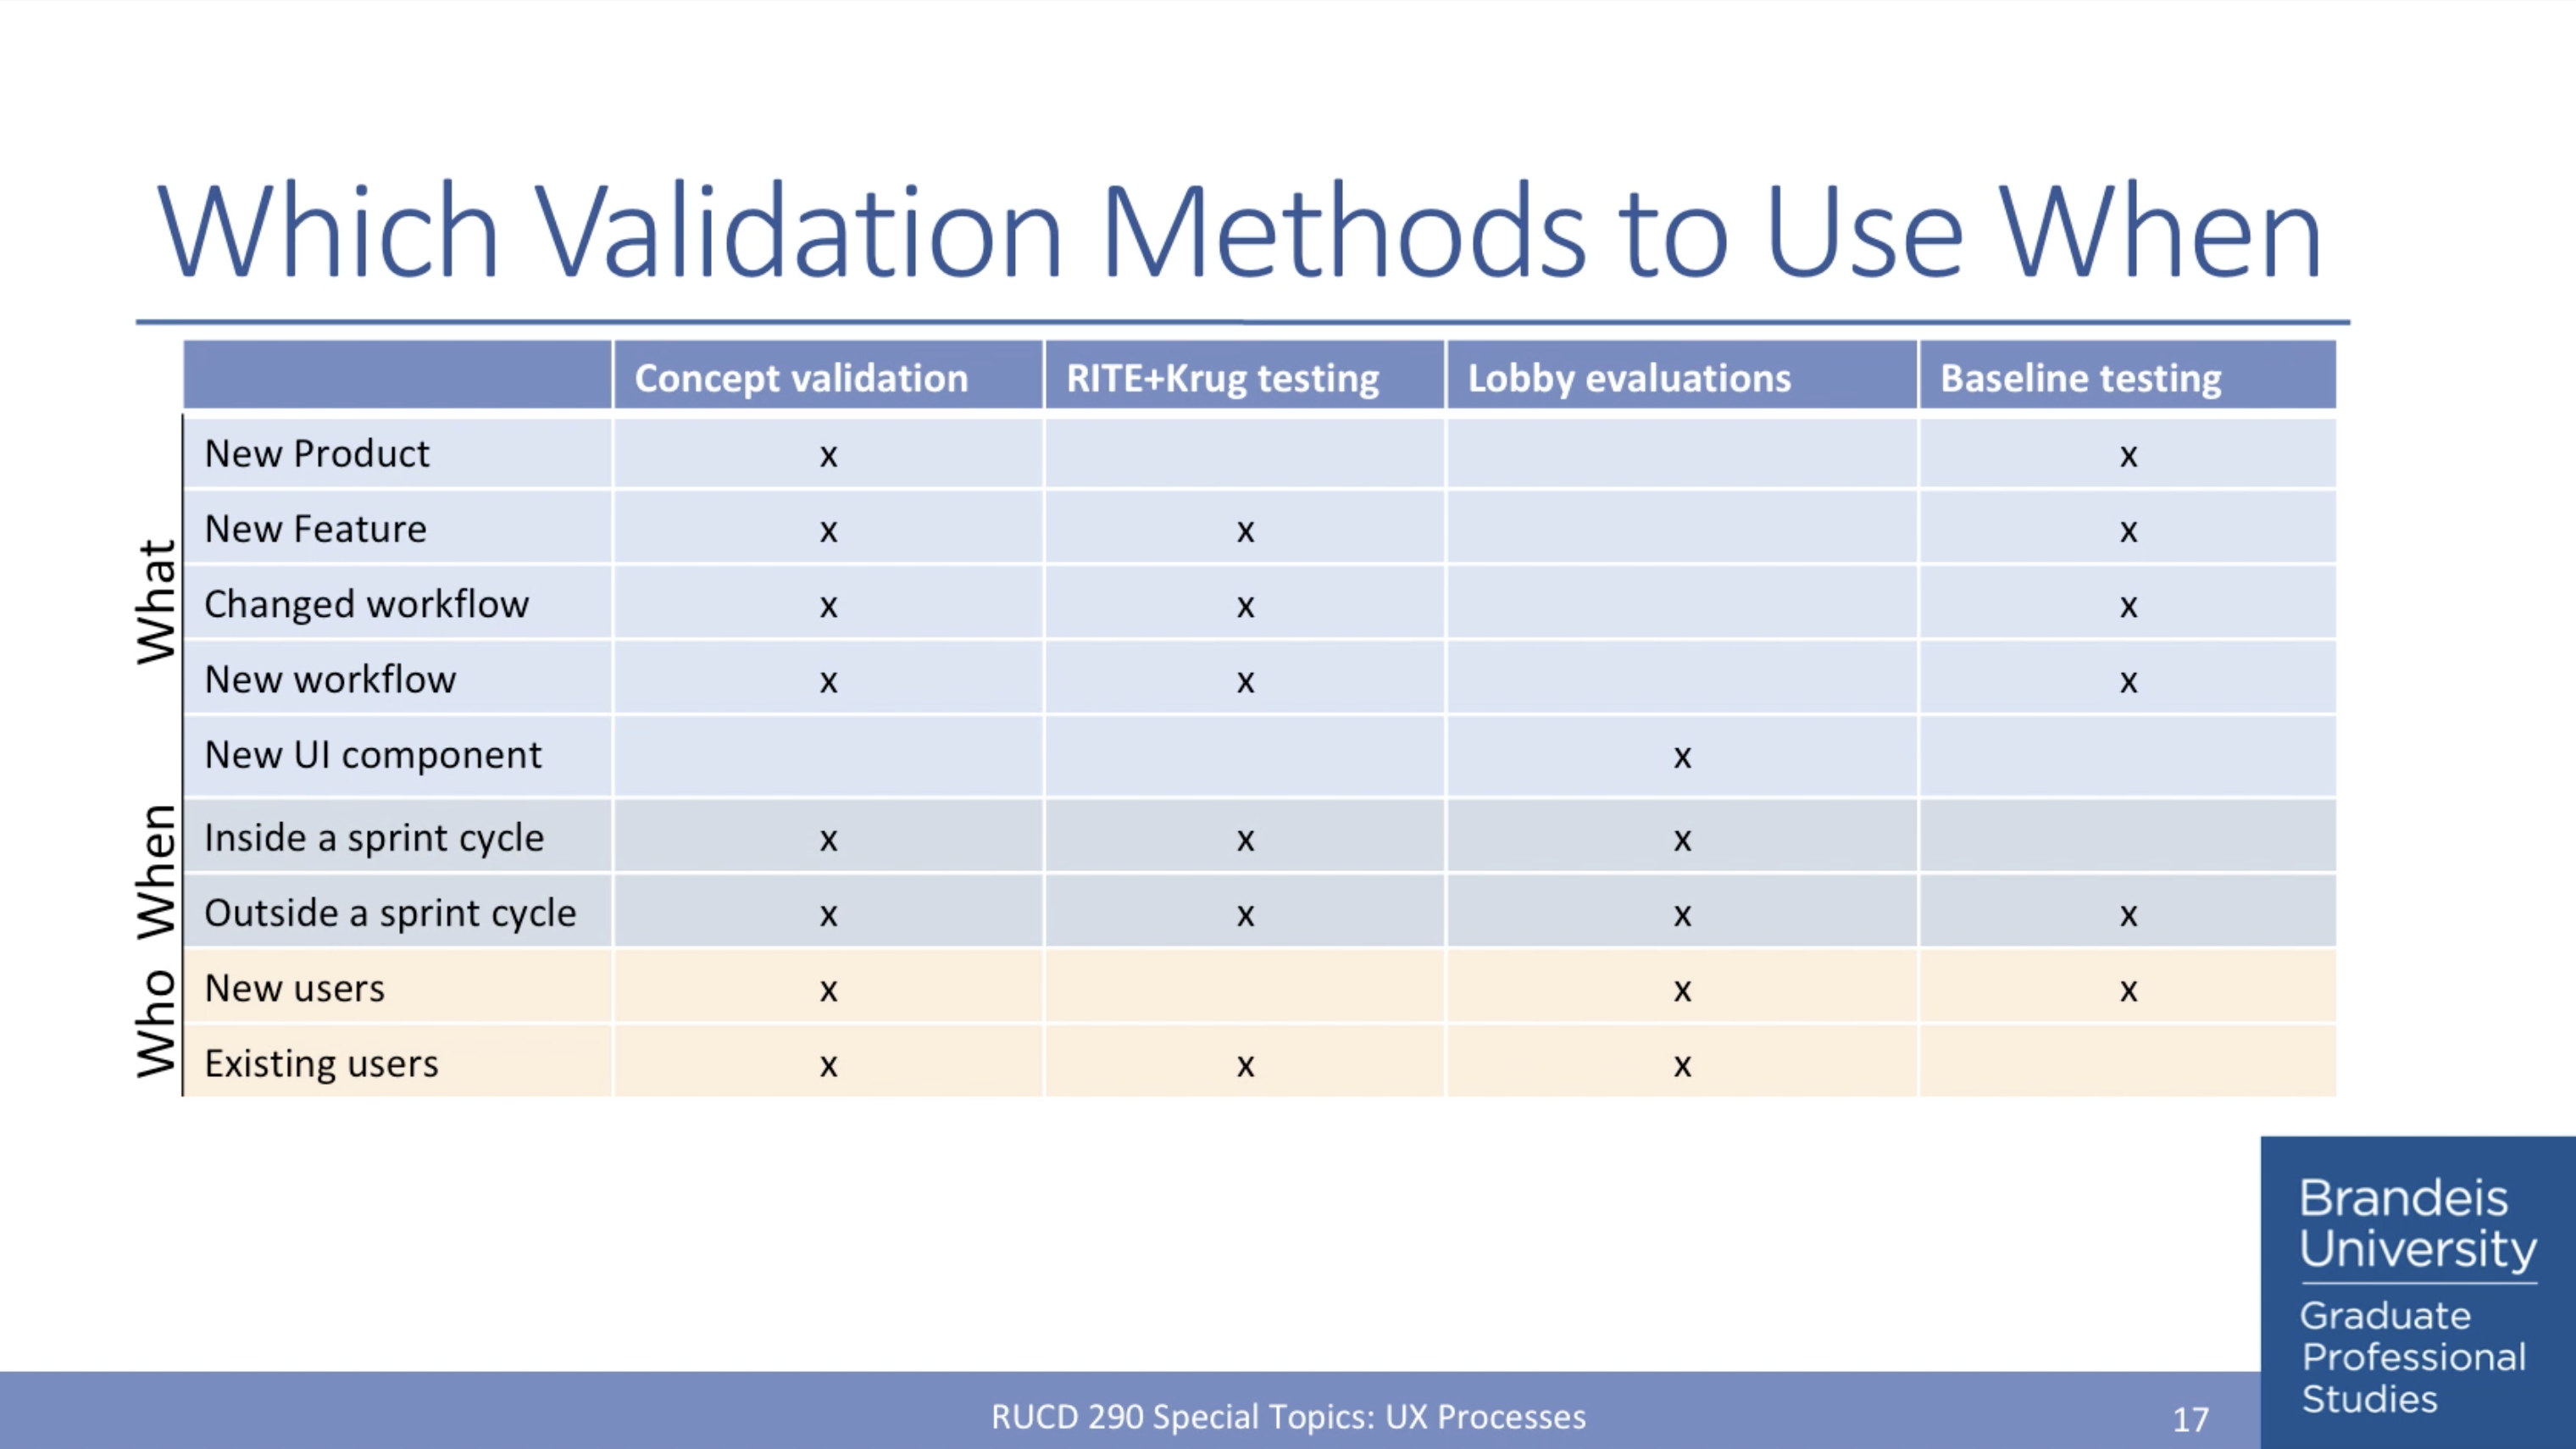 Which Validation Methods to Use When
Concept validation RITE+Krug testing Lobby evaluations Baseline testing
What
New Product x x
New Feature x x x
Changed workflow x x x
New workflow x x x
New UI component x
When
Inside a sprint cycle x x x
Outside a sprint cycle x x x x
Who
New users x x x
Existing users x x x
Brandeis
University
Graduate
Professional
Studies
RUCD 290 Special Topics: UX Processes
17